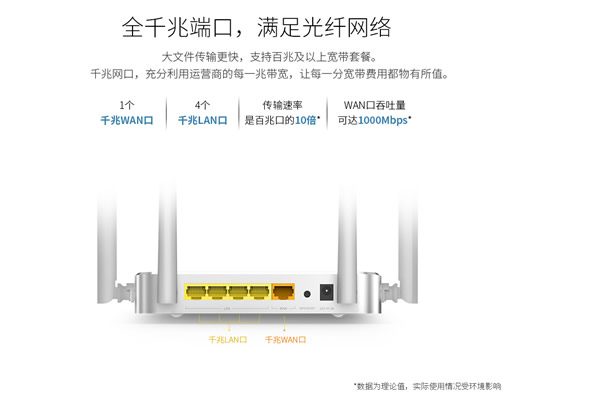 全千兆端口，满足光纤网络
大文件传输更快，支持百兆及以上宽带套餐。
千兆网口，充分利用运营商的每一兆带宽，让每一分宽带费用都物有所值。
1个 4个 传输速率 WAN口吞吐量
千兆WAN口 千兆LAN口 是百兆口的10倍* 可达1000Mbps*
千兆LAN口 千兆WAN口
*数据为理论值，实际使用情况受环境影响